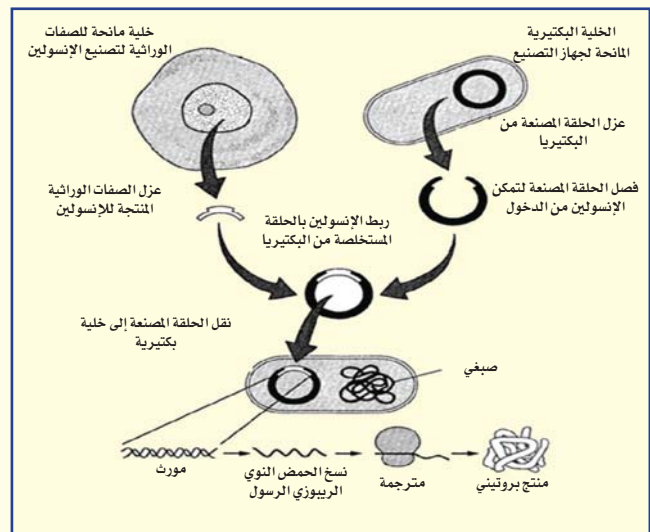 خلية مانحة للصفات
الوراثية لتصنيع الإنسولين
الخلية البكتيرية
المانحة لجهاز التصنيع
عزل الحلقة المصنعة من
البكتيريا
عزل الصفات الوراثية
المنتجة للإنسولين
فصل الحلقة المصنعة لتمكن
الإنسولين من الدخول
ربط الإنسولين بالحلقة
المستخلصة من البكتيريا
نقل الحلقة المصنعة إلى خلية
بكتيرية
صبغي
مورث
نسخ الحمض النوي
الريبوزي الرسول
مترجمة
منتج بروتيني